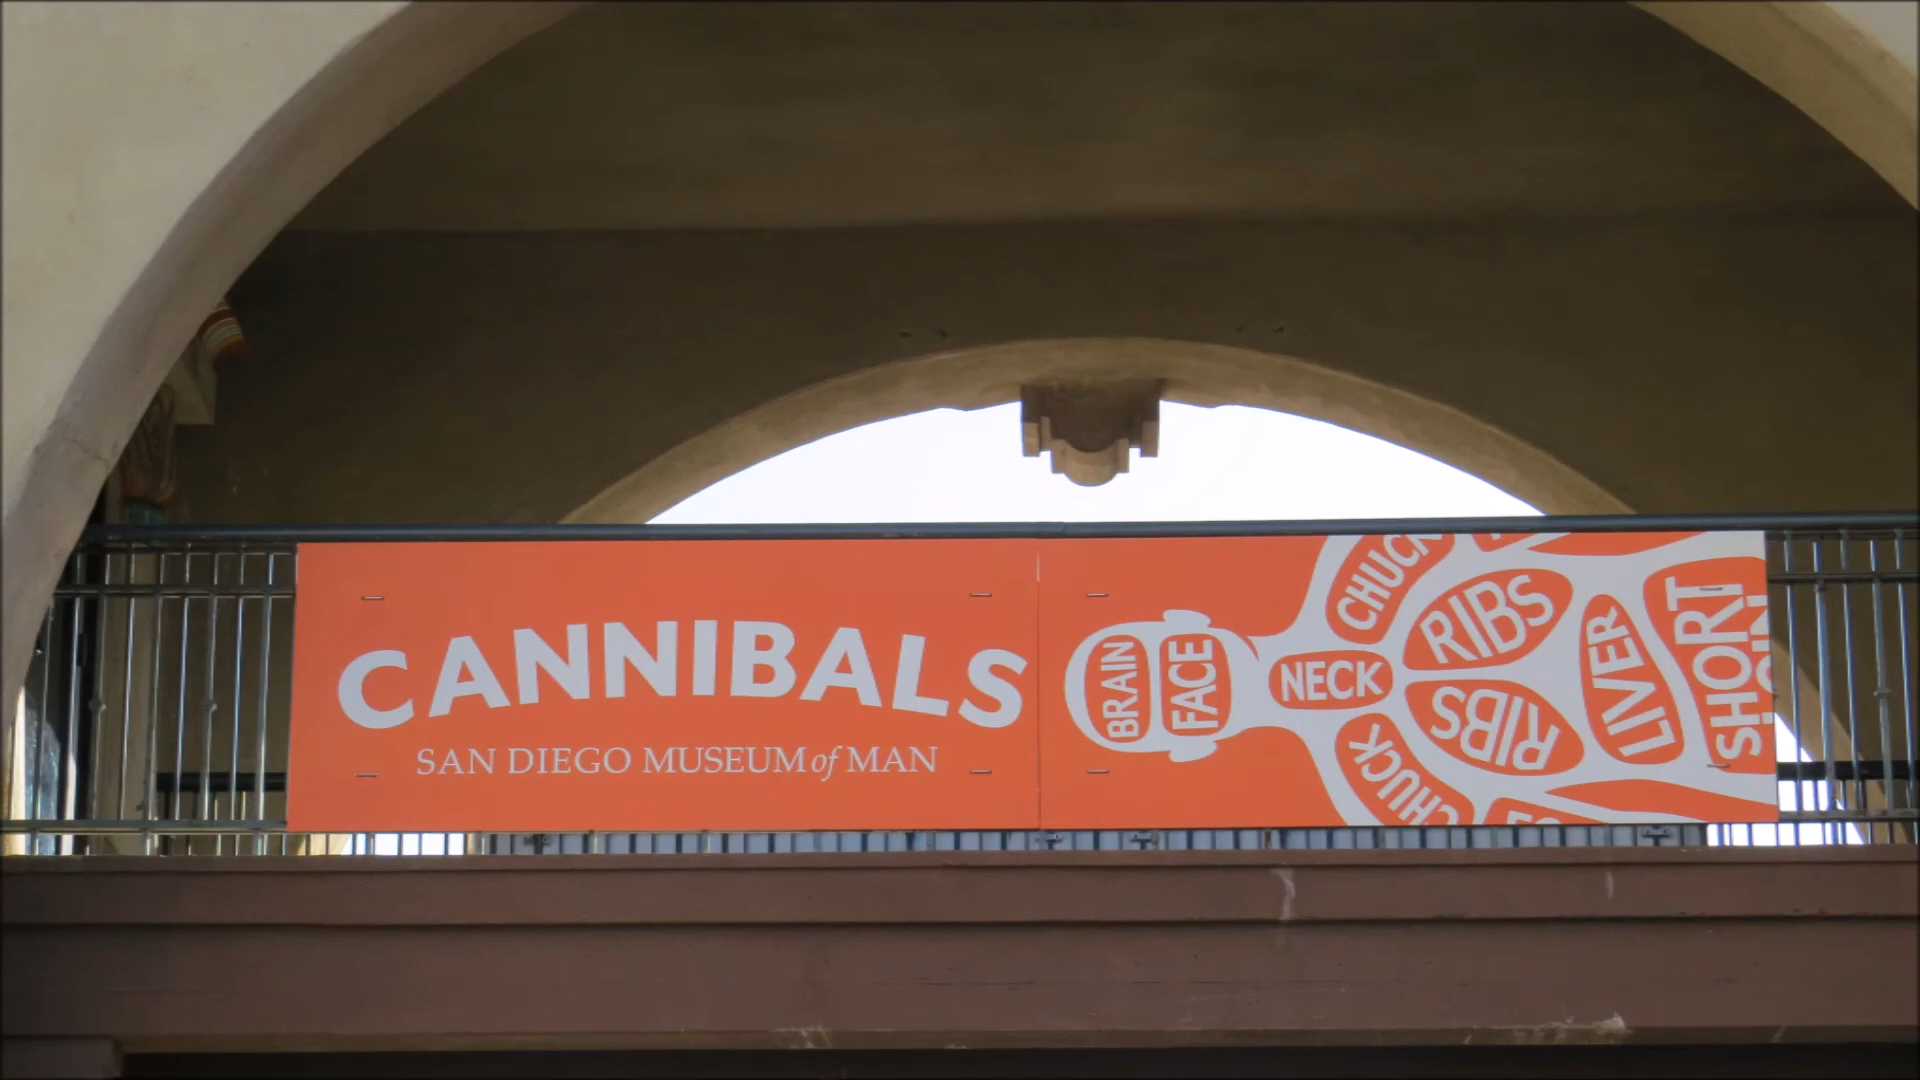 CANNIBALS
SAN DIEGO MUSEUM of MAN
BRAIN
FACE
NECK
CHUCK
RIBS
RIBS
CHUCK
LIVER
SHORT